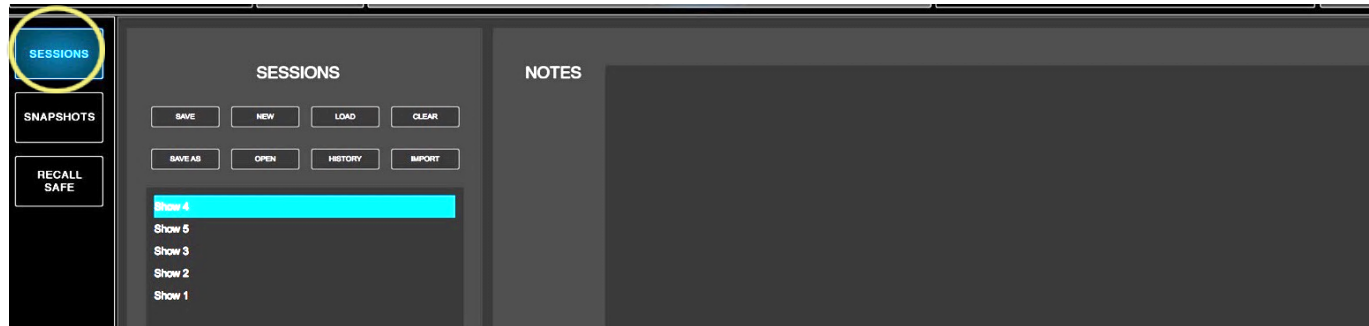 SESSIONS
SNAPSHOTS
RECALL
SAFE
SESSIONS
SAVE NEW LOAD CLEAR
SAVE AS OPEN HISTORY IMPORT
Show 4
Show 5
Show 3
Show 2
Show 1
NOTES